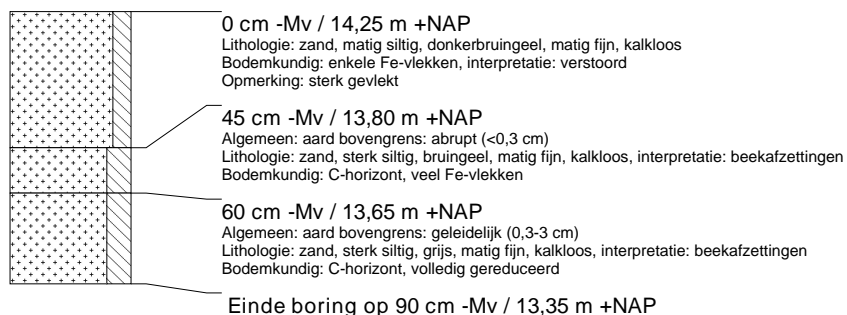 0 cm -Mv / 14,25 m +NAP
Lithologie: zand, matig siltig, donkerbruingeel, matig fijn, kalkloos
Bodemkundig: enkele Fe-vlekken, interpretatie: verstoord
Opmerking: sterk gevlekt
45 cm -Mv / 13,80 m +NAP
Algemeen: aard bovengrens: abrupt (<0,3 cm)
Lithologie: zand, sterk siltig, bruingeel, matig fijn, kalkloos, interpretatie: beekafzettingen
Bodemkundig: C-horizont, veel Fe-vlekken
60 cm -Mv / 13,65 m +NAP
Algemeen: aard bovengrens: geleidelijk (0,3-3 cm)
Lithologie: zand, sterk siltig, grijs, matig fijn, kalkloos, interpretatie: beekafzettingen
Bodemkundig: C-horizont, volledig gereduceerd
Einde boring op 90 cm -Mv / 13,35 m +NAP